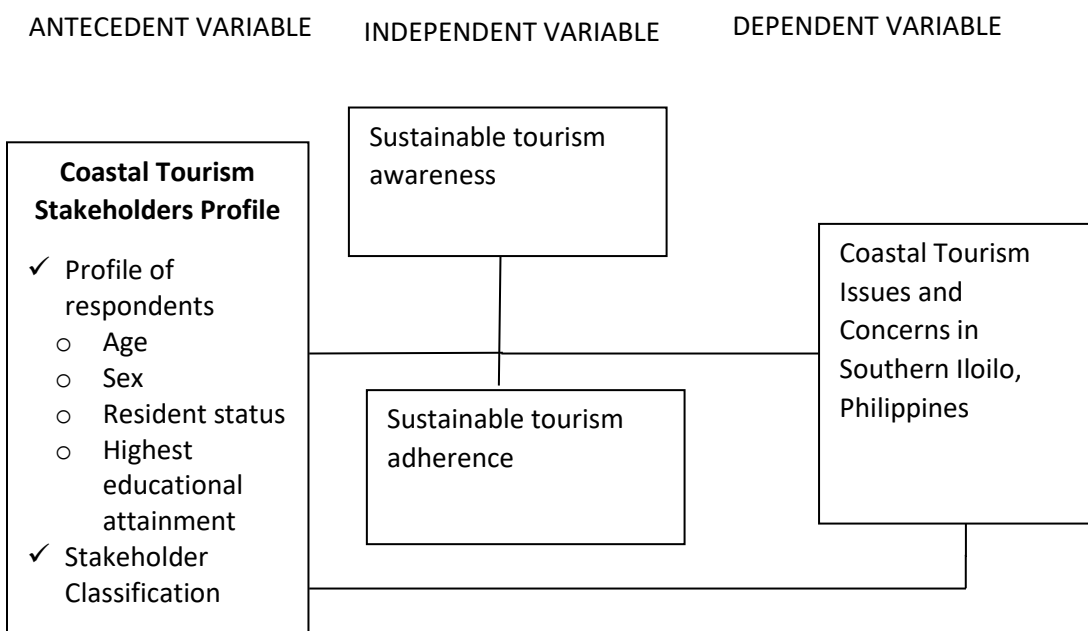 ANTECEDENT VARIABLE
INDEPENDENT VARIABLE
DEPENDENT VARIABLE
Coastal Tourism
Stakeholders Profile
✓ Profile of
respondents
o Age
o Sex
o Resident status
o Highest
educational
attainment
✓ Stakeholder
Classification
Sustainable tourism
awareness
Sustainable tourism
adherence
Coastal Tourism
Issues and
Concerns in
Southern Iloilo,
Philippines